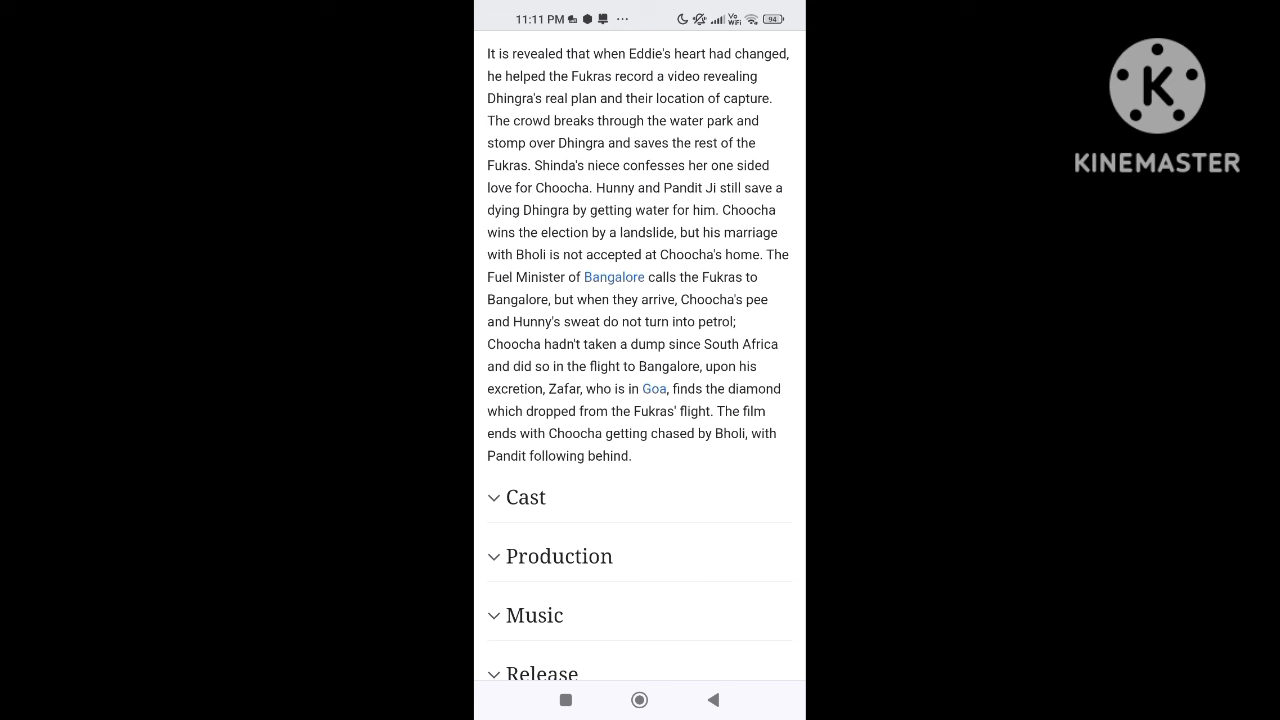 11:11 PM
Vo
WiFi
94
It is revealed that when Eddie's heart had changed,
he helped the Fukras record a video revealing
Dhingra's real plan and their location of capture.
The crowd breaks through the water park and
stomp over Dhingra and saves the rest of the
Fukras. Shinda's niece confesses her one sided
love for Choocha. Hunny and Pandit Ji still save a
dying Dhingra by getting water for him. Choocha
wins the election by a landslide, but his marriage
with Bholi is not accepted at Choocha's home. The
Fuel Minister of Bangalore calls the Fukras to
Bangalore, but when they arrive, Choocha's pee
and Hunny's sweat do not turn into petrol;
Choocha hadn't taken a dump since South Africa
and did so in the flight to Bangalore, upon his
excretion, Zafar, who is in Goa, finds the diamond
which dropped from the Fukras' flight. The film
ends with Choocha getting chased by Bholi, with
Pandit following behind.
Cast
Production
Music
Release
K
KINEMASTER